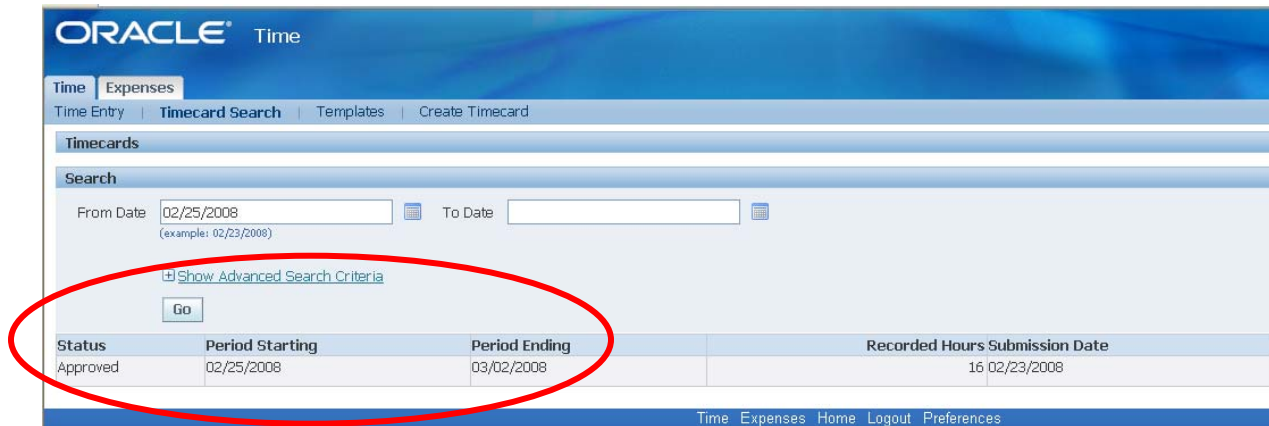 ORACLE® Time
Time Expenses
Time Entry | Timecard Search | Templates | Create Timecard
Timecards
Search
From Date 02/25/2008 To Date
(example: 02/23/2008)
Show Advanced Search Criteria
Go
Status Period Starting Period Ending Recorded Hours Submission Date
Approved 02/25/2008 03/02/2008 16 02/23/2008
Time Expenses Home Logout Preferences